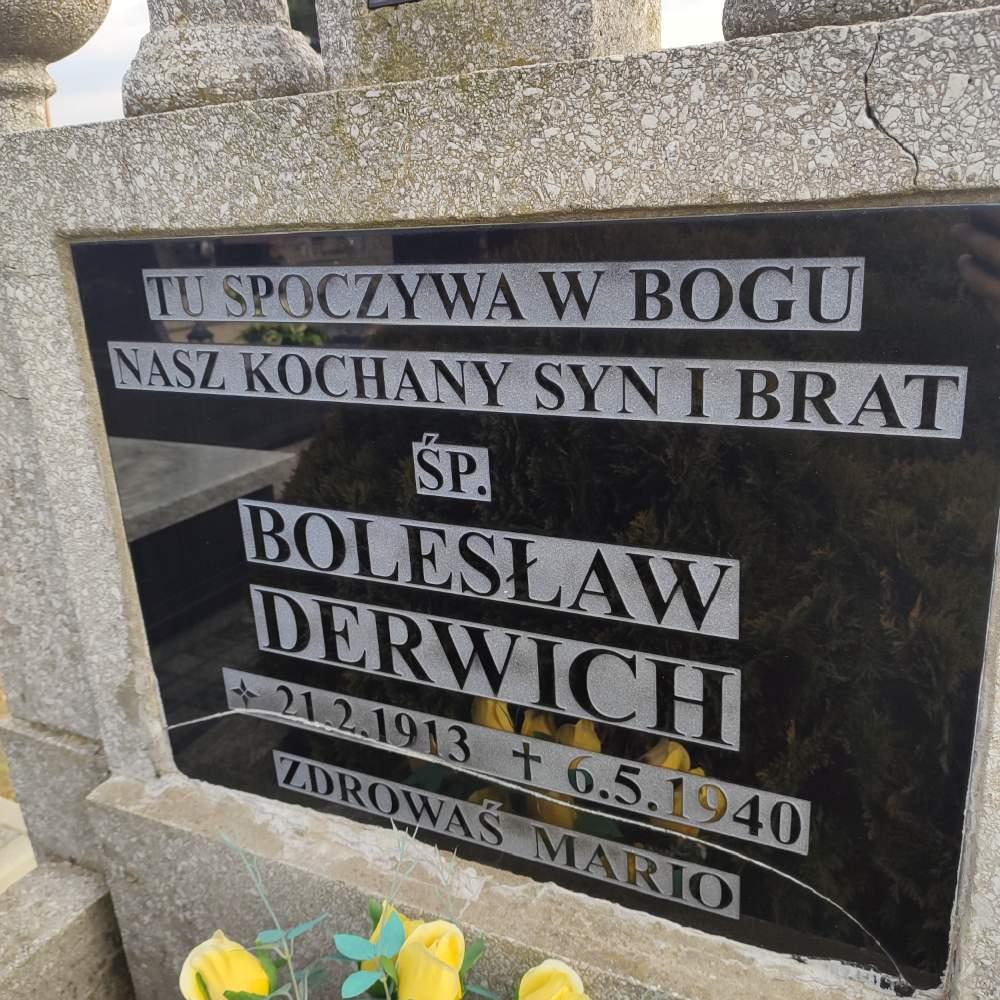 TU SPOCZYWA W BOGU
NASZ KOCHANY SYN I BRAT
ŚP.
BOLESŁAW
DERWICH
21.2.1913 † 6.5.1940
ZDROWAŚ MARIO